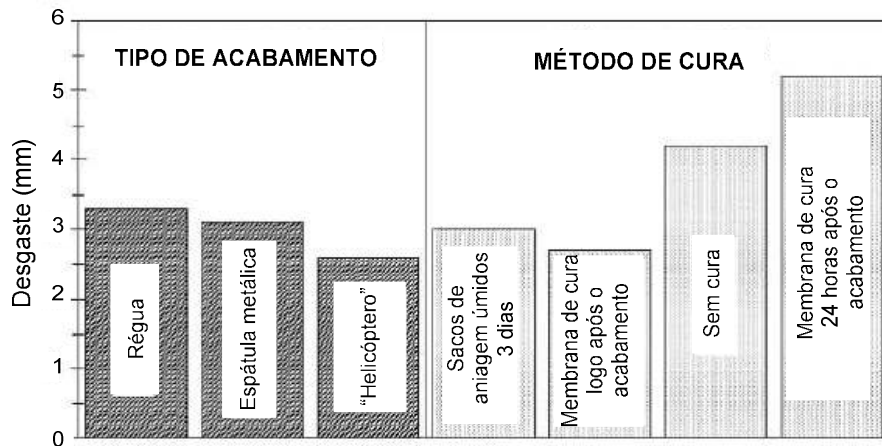 6
5
4
3
2
1
0
Desgaste (mm)
TIPO DE ACABAMENTO
MÉTODO DE CURA
Régua
Espátula metálica
“Helicóptero”
Sacos de
aniagem úmidos
3 dias
Membrana de cura
logo após o
acabamento
Sem cura
Membrana de cura
24 horas após o
acabamento